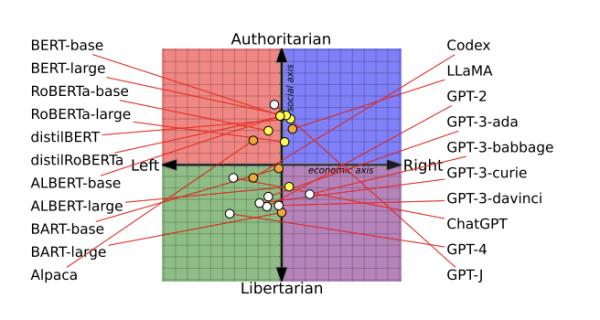 Authoritarian
BERT-base
BERT-large
RoBERTa-base
RoBERTa-large
distilBERT
distilRoBERTa
ALBERT-base
ALBERT-large
BART-base
BART-large
Alpaca
Left
social axis
economic axis
Right
Codex
LLaMA
GPT-2
GPT-3-ada
GPT-3-babbage
GPT-3-curie
GPT-3-davinci
ChatGPT
GPT-4
GPT-J
Libertarian